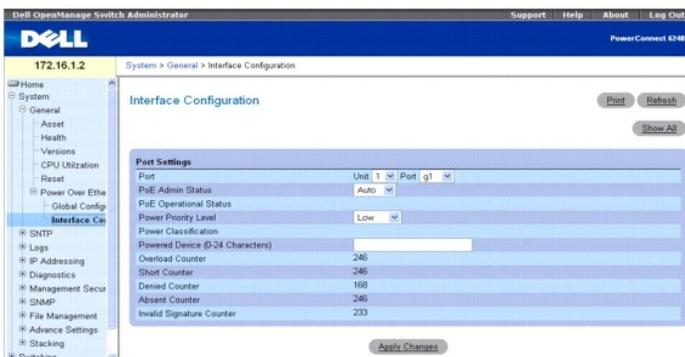 Dell OpenManage Switch Administrator Support Help About Log Out
DELL
PowerConnect 6248
172.16.1.2
System > General > Interface Configuration
Home
System
General
Asset
Health
Versions
CPU Utilzation
Reset
Power Over Ethe
Global Config
Interface Co
SNTP
Logs
IP Addressing
Diagnostics
Management Secur
SNMP
File Management
Advance Settings
Stacking
Interface Configuration
Print Refresh
Show All
Port Settings
Port Unit 1 Port g1
PoE Admin Status Auto
PoE Operational Status
Power Priority Level Low
Power Classification
Powered Device (0-24 Characters)
Overload Counter 246
Short Counter 246
Denied Counter 168
Absent Counter 246
Invalid Signature Counter 233
Apply Changes